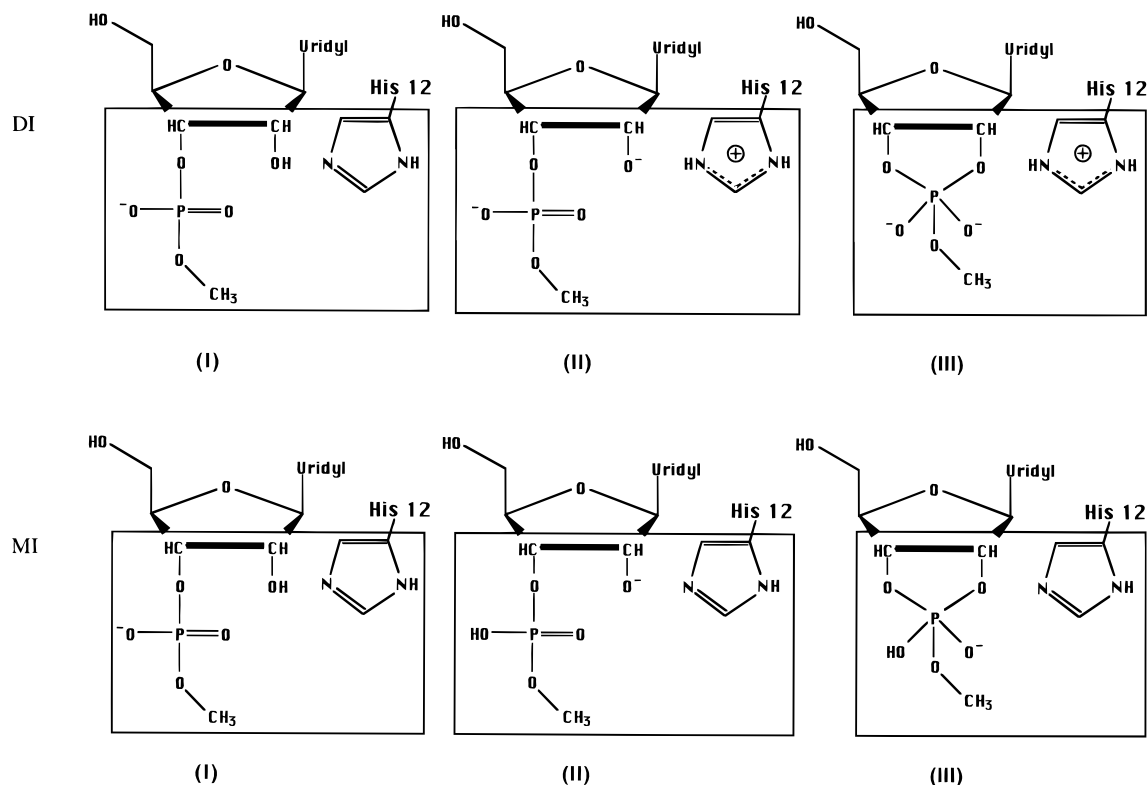 HO Uridyl HO Uridyl HO Uridyl
O O O
His 12 His 12 His 12
DI HC CH HC CH HC CH
O OH N NH O O⁻ HN ⊕ NH O O HN ⊕ NH
⁻O P O ⁻O P O P
⁻O O⁻
O O O
CH₃ CH₃ CH₃
(I) (II) (III)
HO Uridyl HO Uridyl HO Uridyl
O O O
His 12 His 12 His 12
MI HC CH HC CH HC CH
O OH N NH O O⁻ N NH O O N NH
⁻O P O HO P O P
HO O⁻
O O O
CH₃ CH₃ CH₃
(I) (II) (III)